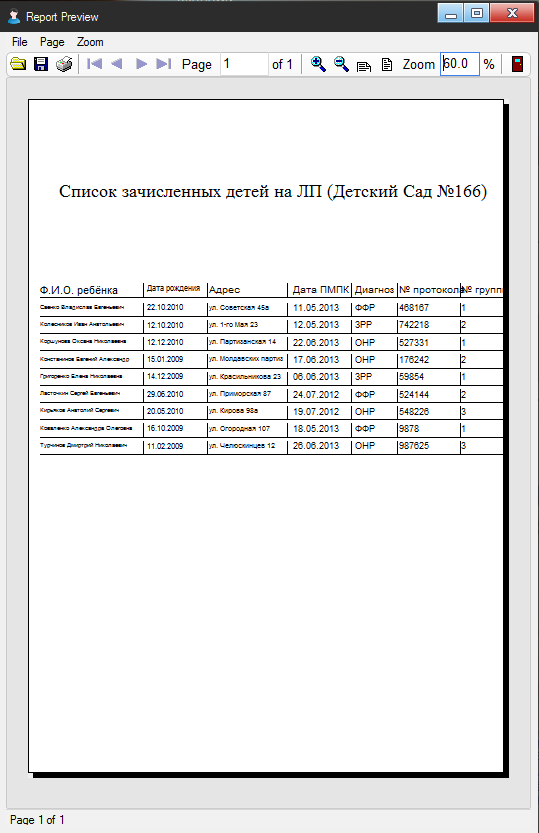 Report Preview
File Page Zoom
Page 1 of 1 Zoom 60.0 %
Список зачисленных детей на ЛП (Детский Сад №166)
Ф.И.О. ребёнка Дата рождения Адрес Дата ПМПК Диагноз № протокола № групп
Сенко Владислав Евгеньевич 22.10.2010 ул. Советская 45а 11.05.2013 ФФР 468167 1
Колесников Иван Анатольевич 12.10.2010 ул. 1-го Мая 23 12.05.2013 ЗРР 742218 2
Коршунова Оксана Николаевна 12.12.2010 ул. Партизанская 14 22.06.2013 ОНР 527331 1
Константинов Евгений Александр 15.01.2009 ул. Молдавских партиз 17.06.2013 ОНР 176242 2
Григоренко Елена Николаевна 14.12.2009 ул. Красильникова 23 06.06.2013 ЗРР 59854 1
Ласточкин Сергей Евгеньевич 29.06.2010 ул. Приморская 87 24.07.2012 ФФР 524144 2
Кирьяков Анатолий Сергеевич 20.05.2010 ул. Кирова 98а 19.07.2012 ОНР 548226 3
Коваленко Александра Олеговна 16.10.2009 ул. Огородная 107 18.05.2013 ФФР 9878 1
Турчинов Дмиртрий Николаевич 11.02.2009 ул. Челюскинцев 12 26.06.2013 ОНР 987625 3
Page 1 of 1